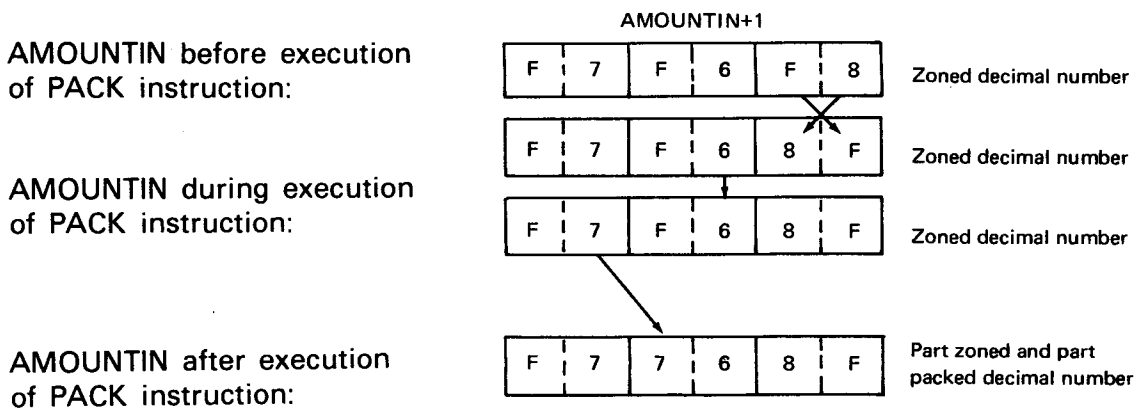 AMOUNTIN+1
AMOUNTIN before execution
of PACK instruction:
F 7 F 6 F 8
Zoned decimal number
F 7 F 6 8 F
Zoned decimal number
AMOUNTIN during execution
of PACK instruction:
F 7 F 6 8 F
Zoned decimal number
AMOUNTIN after execution
of PACK instruction:
F 7 7 6 8 F
Part zoned and part
packed decimal number